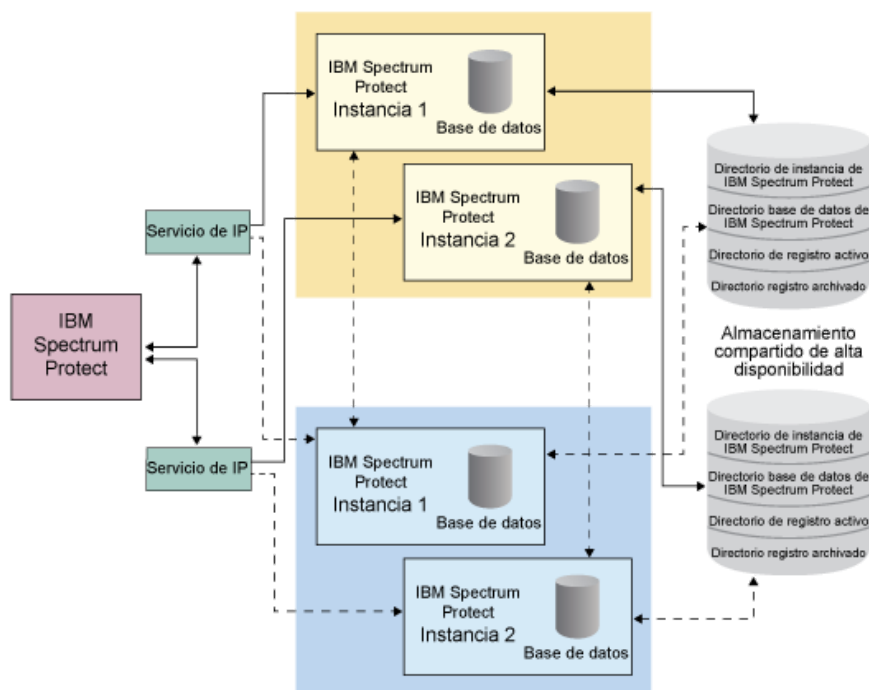 IBM Spectrum
Protect
Instancia 1
Base de datos
IBM Spectrum
Protect
Instancia 2
Base de datos
Servicio de IP
IBM
Spectrum
Protect
Servicio de IP
IBM Spectrum
Protect
Instancia 1
Base de datos
IBM Spectrum
Protect
Instancia 2
Base de datos
Directorio de instancia de
IBM Spectrum Protect
Directorio base de datos de
IBM Spectrum Protect
Directorio de registro activo
Directorio registro archivado
Almacenamiento
compartido de alta
disponibilidad
Directorio de instancia de
IBM Spectrum Protect
Directorio base de datos de
IBM Spectrum Protect
Directorio de registro activo
Directorio registro archivado